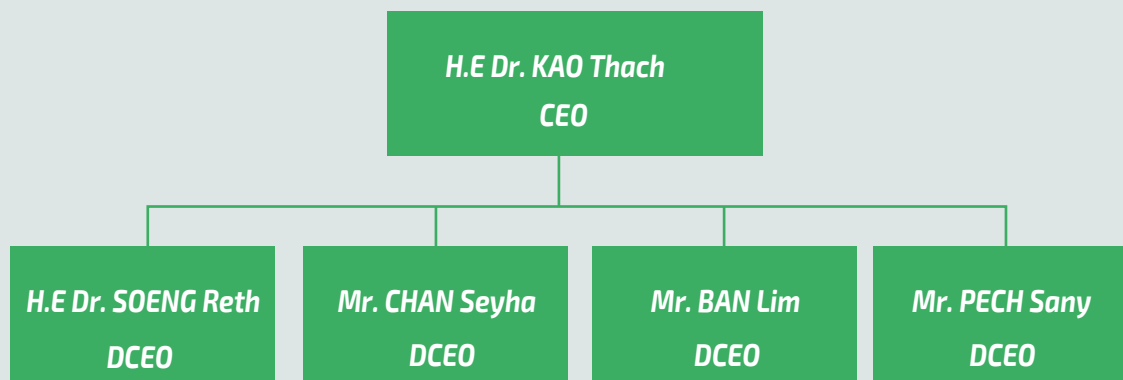 H.E Dr. KAO Thach
CEO
H.E Dr. SOENG Reth
DCEO
Mr. CHAN Seyha
DCEO
Mr. BAN Lim
DCEO
Mr. PECH Sany
DCEO